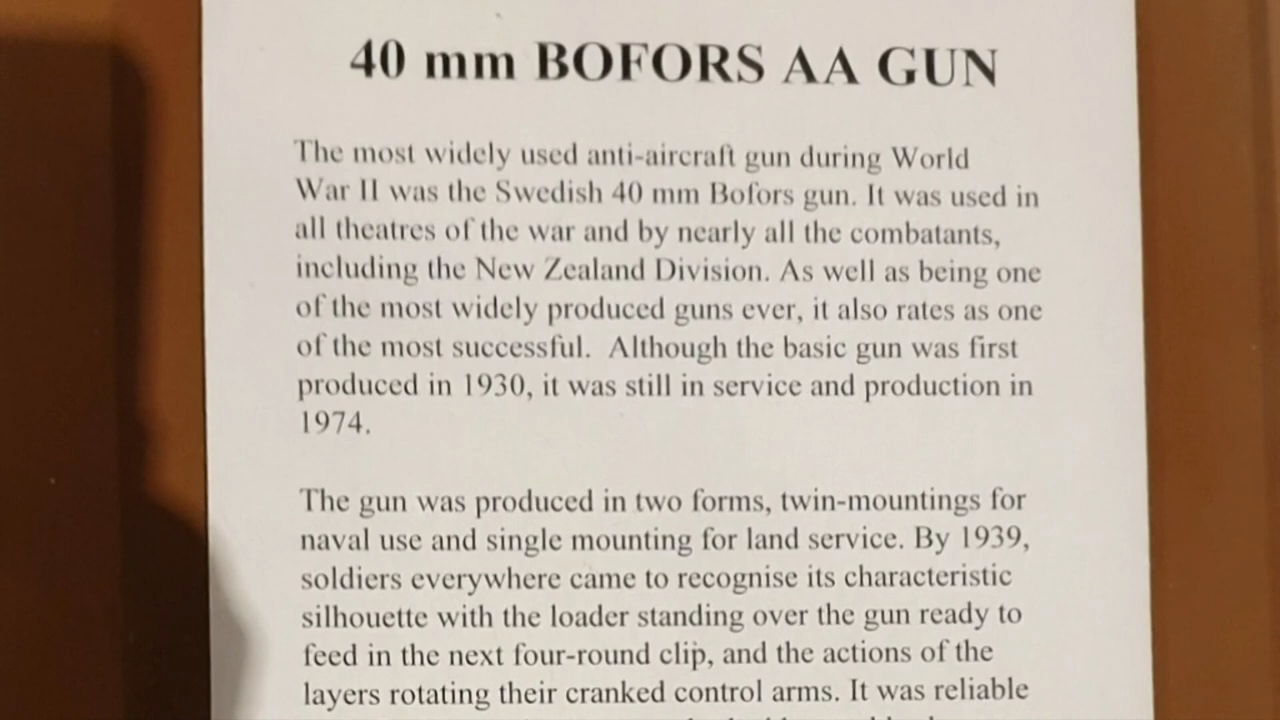 40 mm BOFORS AA GUN
The most widely used anti-aircraft gun during World
War II was the Swedish 40 mm Bofors gun. It was used in
all theatres of the war and by nearly all the combatants,
including the New Zealand Division. As well as being one
of the most widely produced guns ever, it also rates as one
of the most successful.  Although the basic gun was first
produced in 1930, it was still in service and production in
1974.
The gun was produced in two forms, twin-mountings for
naval use and single mounting for land service. By 1939,
soldiers everywhere came to recognise its characteristic
silhouette with the loader standing over the gun ready to
feed in the next four-round clip, and the actions of the
layers rotating their cranked control arms. It was reliable